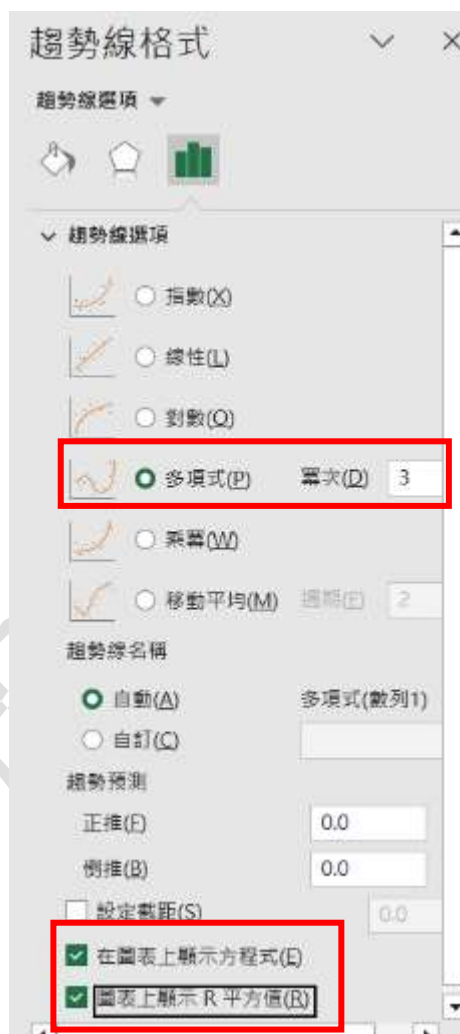 趨勢線格式
趨勢線選項
趨勢線選項
指數(X)
線性(L)
對數(O)
多項式(P) 冪次(D) 3
乘冪(W)
移動平均(M) 週期(E) 2
趨勢線名稱
自動(A) 多項式(數列1)
自訂(C)
趨勢預測
正推(F) 0.0
倒推(B) 0.0
設定截距(S) 0.0
在圖表上顯示方程式(E)
圖表上顯示 R 平方值(R)